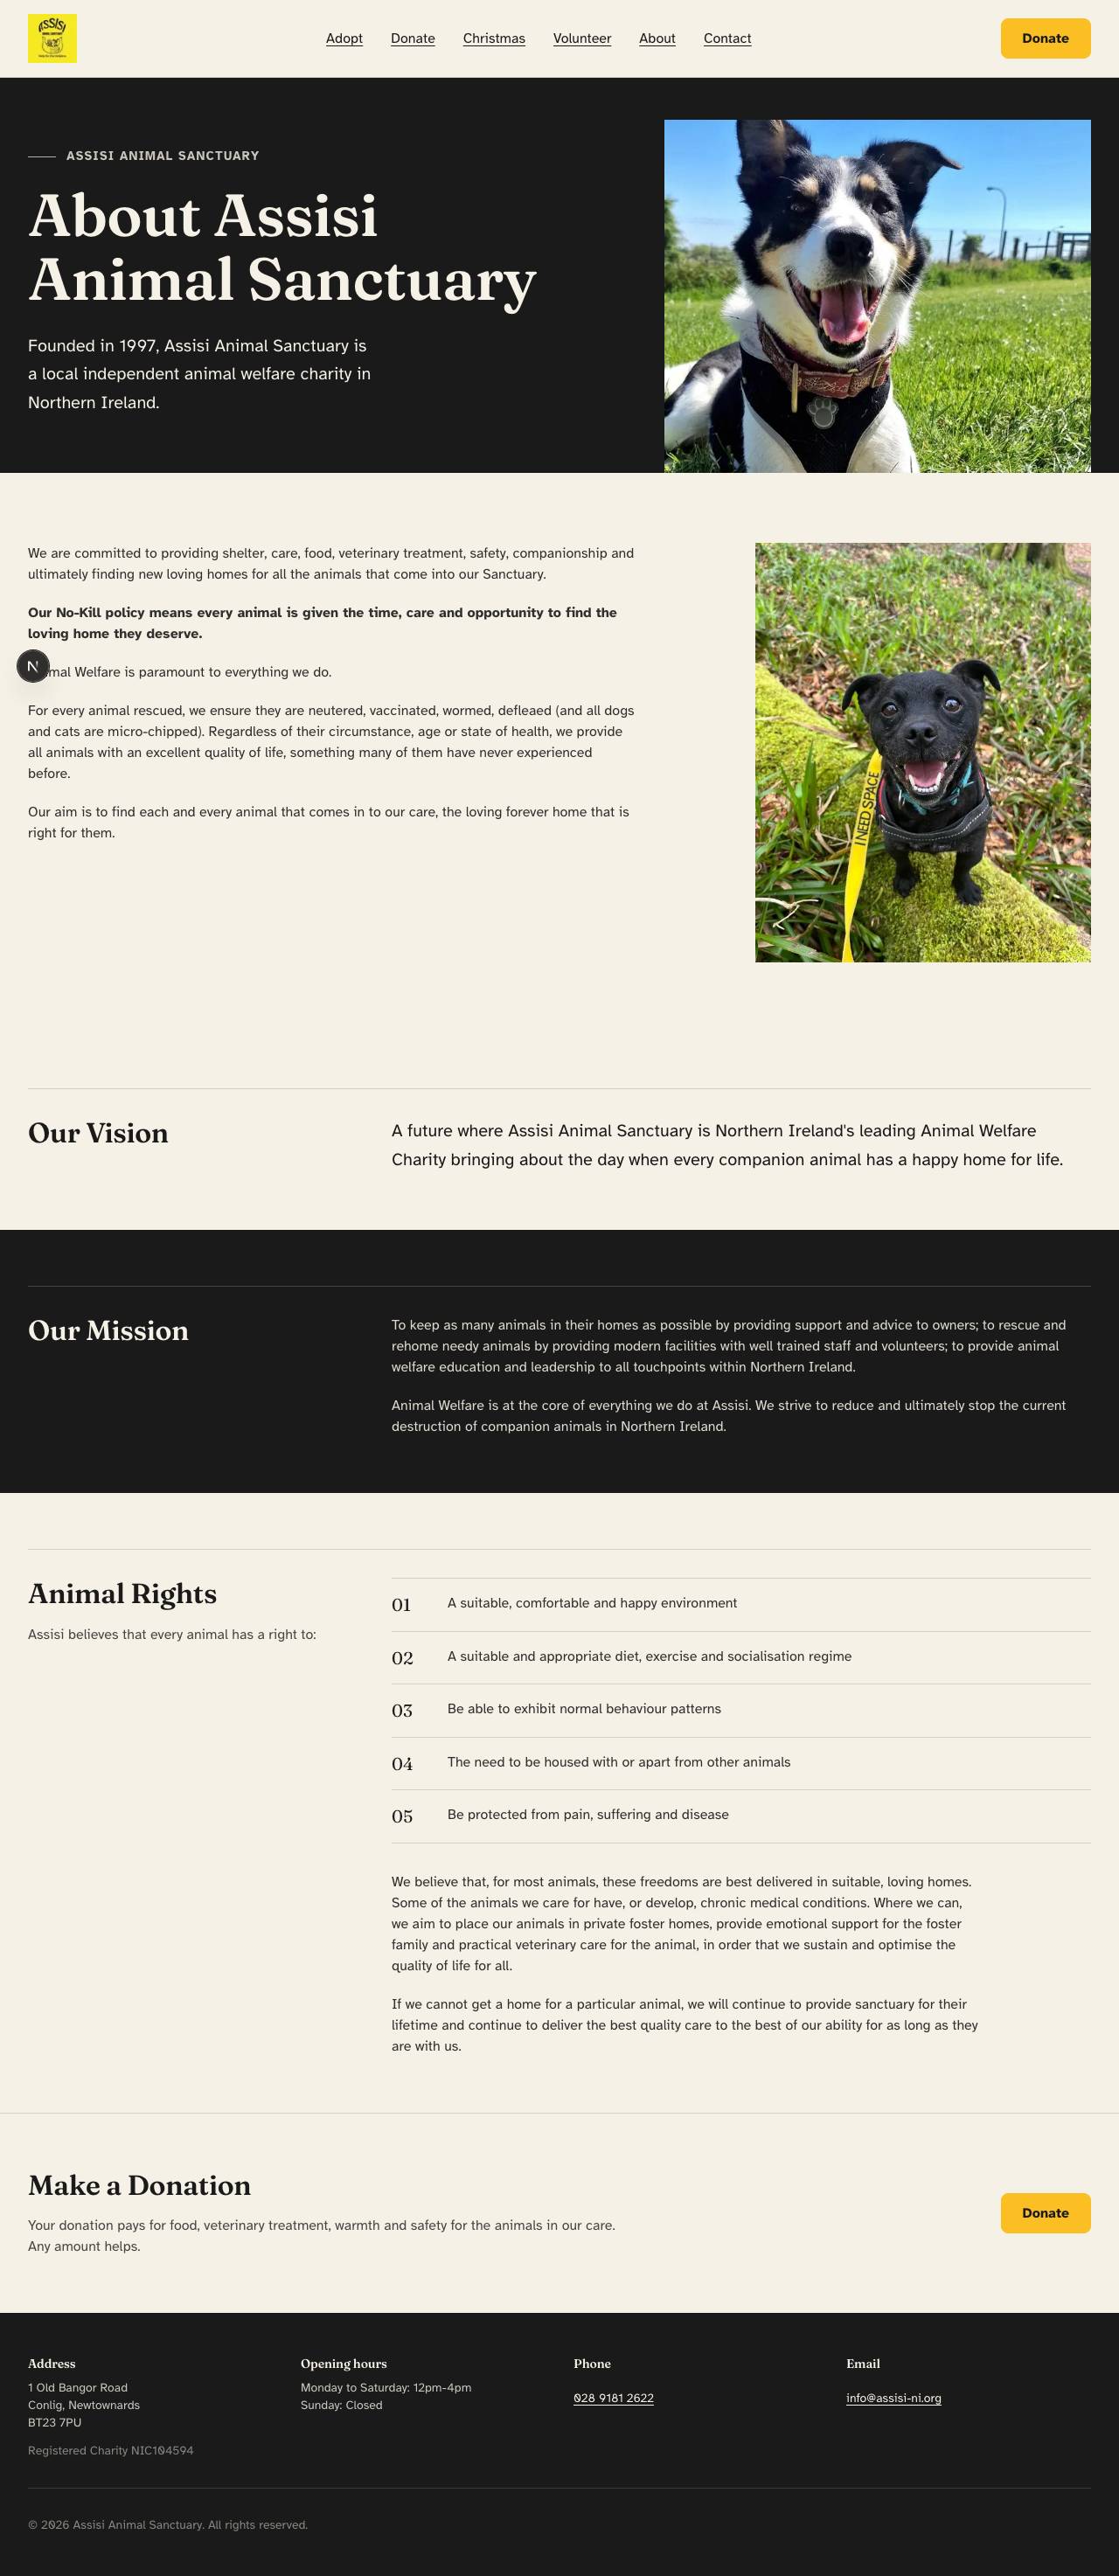 ASSISI
ANIMAL SANCTUARY
Adopt
Donate
Christmas
Volunteer
About
Contact
Donate
ASSISI ANIMAL SANCTUARY
About Assisi
Animal Sanctuary
Founded in 1997, Assisi Animal Sanctuary is
a local independent animal welfare charity in
Northern Ireland.
We are committed to providing shelter, care, food, veterinary treatment, safety, companionship and
ultimately finding new loving homes for all the animals that come into our Sanctuary.
Our No-Kill policy means every animal is given the time, care and opportunity to find the
loving home they deserve.
N
mal Welfare is paramount to everything we do.
For every animal rescued, we ensure they are neutered, vaccinated, wormed, defleaed (and all dogs
and cats are micro-chipped). Regardless of their circumstance, age or state of health, we provide
all animals with an excellent quality of life, something many of them have never experienced
before.
Our aim is to find each and every animal that comes in to our care, the loving forever home that is
right for them.
I NEED SPACE
Our Vision
A future where Assisi Animal Sanctuary is Northern Ireland's leading Animal Welfare
Charity bringing about the day when every companion animal has a happy home for life.
Our Mission
To keep as many animals in their homes as possible by providing support and advice to owners; to rescue and
rehome needy animals by providing modern facilities with well trained staff and volunteers; to provide animal
welfare education and leadership to all touchpoints within Northern Ireland.
Animal Welfare is at the core of everything we do at Assisi. We strive to reduce and ultimately stop the current
destruction of companion animals in Northern Ireland.
Animal Rights
Assisi believes that every animal has a right to:
01 A suitable, comfortable and happy environment
02 A suitable and appropriate diet, exercise and socialisation regime
03 Be able to exhibit normal behaviour patterns
04 The need to be housed with or apart from other animals
05 Be protected from pain, suffering and disease
We believe that, for most animals, these freedoms are best delivered in suitable, loving homes.
Some of the animals we care for have, or develop, chronic medical conditions. Where we can,
we aim to place our animals in private foster homes, provide emotional support for the foster
family and practical veterinary care for the animal, in order that we sustain and optimise the
quality of life for all.
If we cannot get a home for a particular animal, we will continue to provide sanctuary for their
lifetime and continue to deliver the best quality care to the best of our ability for as long as they
are with us.
Make a Donation
Your donation pays for food, veterinary treatment, warmth and safety for the animals in our care.
Any amount helps.
Donate
Address
1 Old Bangor Road
Conlig, Newtownards
BT23 7PU
Registered Charity NIC104594
Opening hours
Monday to Saturday: 12pm–4pm
Sunday: Closed
Phone
028 9181 2622
Email
info@assisi-ni.org
© 2026 Assisi Animal Sanctuary. All rights reserved.